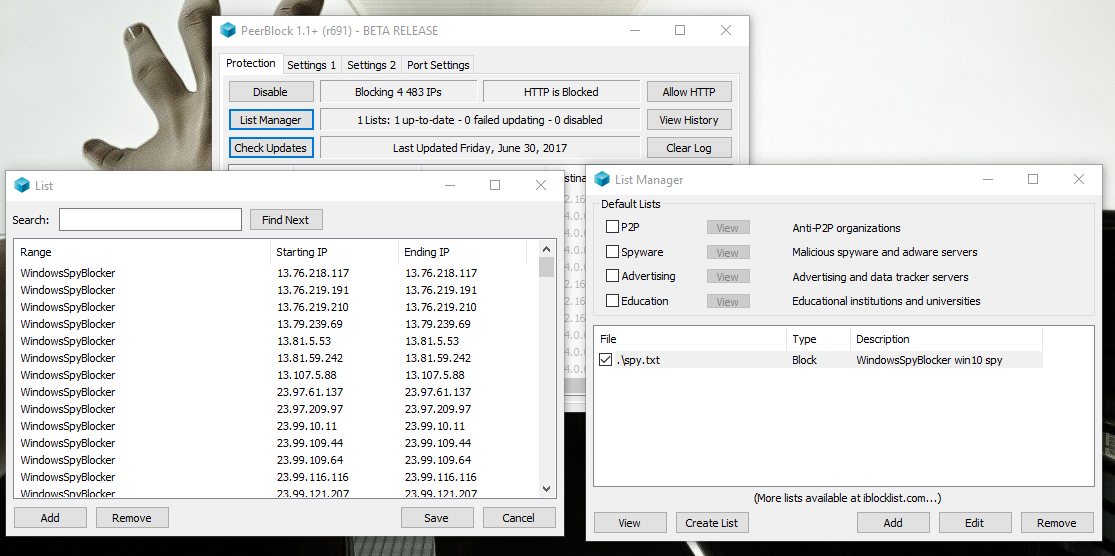 PeerBlock 1.1+ (r691) - BETA RELEASE
Protection Settings 1 Settings 2 Port Settings
Disable Blocking 4 483 IPs HTTP is Blocked Allow HTTP
List Manager 1 Lists: 1 up-to-date - 0 failed updating - 0 disabled View History
Check Updates Last Updated Friday, June 30, 2017 Clear Log
List
Search: Find Next
Range Starting IP Ending IP
WindowsSpyBlocker 13.76.218.117 13.76.218.117
WindowsSpyBlocker 13.76.219.191 13.76.219.191
WindowsSpyBlocker 13.76.219.210 13.76.219.210
WindowsSpyBlocker 13.79.239.69 13.79.239.69
WindowsSpyBlocker 13.81.5.53 13.81.5.53
WindowsSpyBlocker 13.81.59.242 13.81.59.242
WindowsSpyBlocker 13.107.5.88 13.107.5.88
WindowsSpyBlocker 23.97.61.137 23.97.61.137
WindowsSpyBlocker 23.97.209.97 23.97.209.97
WindowsSpyBlocker 23.99.10.11 23.99.10.11
WindowsSpyBlocker 23.99.109.44 23.99.109.44
WindowsSpyBlocker 23.99.109.64 23.99.109.64
WindowsSpyBlocker 23.99.116.116 23.99.116.116
WindowsSpyBlocker 23.99.121.207 23.99.121.207
Add Remove Save Cancel
List Manager
Default Lists
P2P View Anti-P2P organizations
Spyware View Malicious spyware and adware servers
Advertising View Advertising and data tracker servers
Education View Educational institutions and universities
File Type Description
.\spy.txt Block WindowsSpyBlocker win10 spy
(More lists available at iblocklist.com...)
View Create List Add Edit Remove